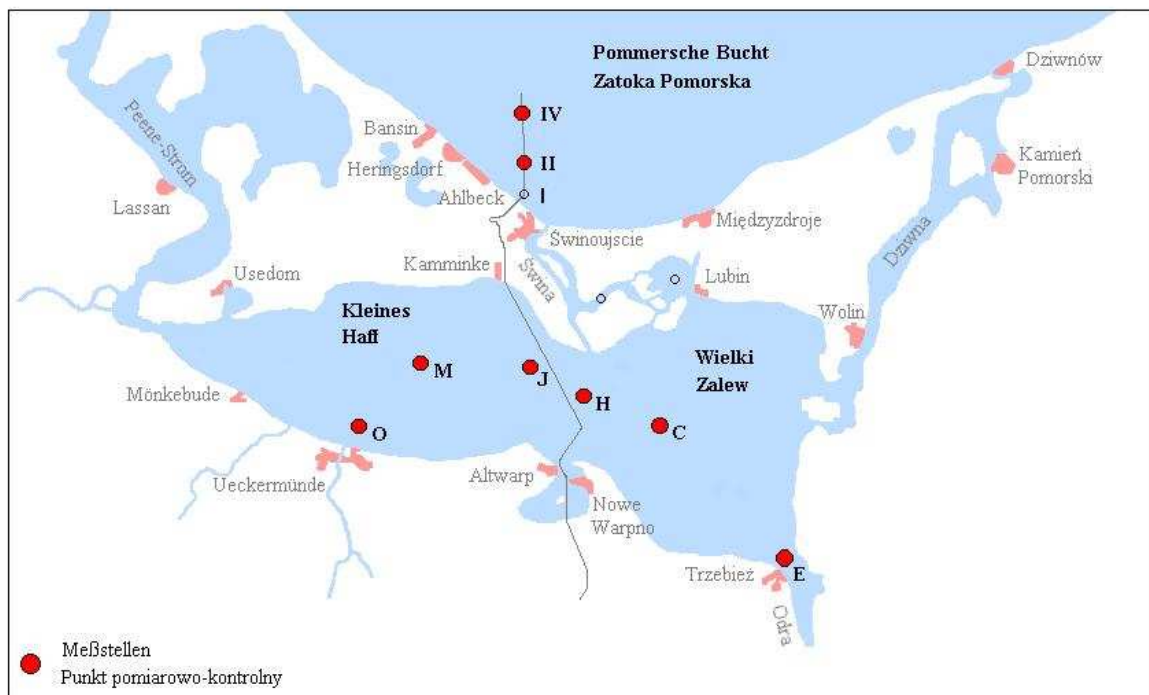 Pommersche Bucht
Zatoka Pomorska
Dziwnów
IV
Bansin
Peene-Strom
Heringsdorf
II
Kamień
Pomorski
Lassan
Ahlbeck
I
Międzyzdroje
Świnoujscie
Dziwna
Kamminke
Świna
Usedom
Lubin
Wolin
Kleines
Haff
Wielki
Zalew
M
J
Mönkebude
H
O
C
Altwarp
Ueckermünde
Nowe
Warpno
Trzebież
E
Odra
Meßstellen
Punkt pomiarowo-kontrolny